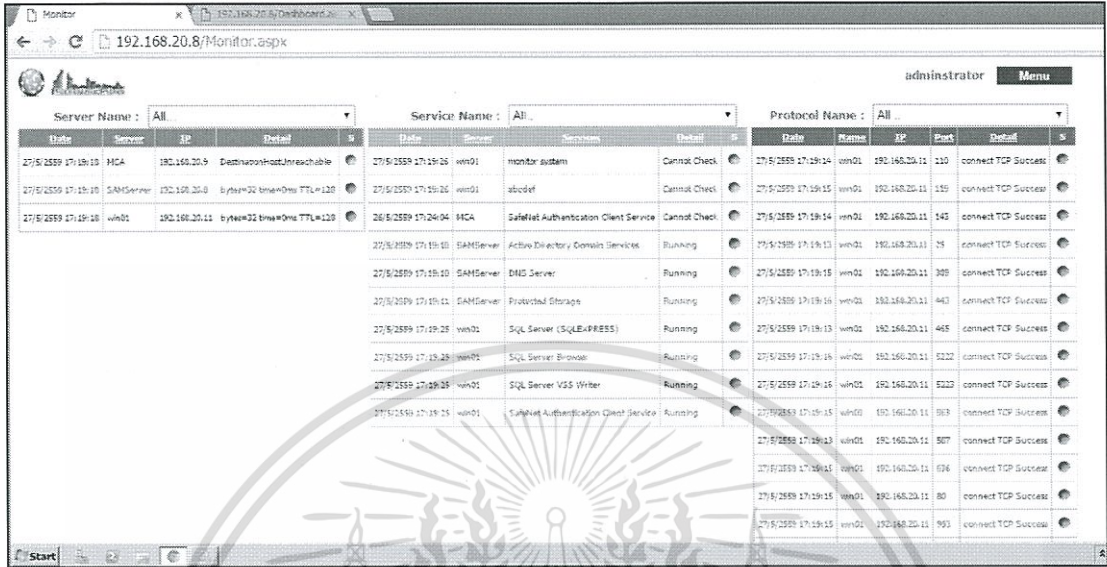 Monitor
192.168.20.8/Dashboard.as
192.168.20.8/Monitor.aspx
adminstrator Menu
Server Name : All...
Date Server IP Detail S
27/5/2559 17:19:18 MCA 192.168.20.9 DestinationHostUnreachable
27/5/2559 17:19:18 SAMServer 192.168.20.8 bytes=32 time=0ms TTL=128
27/5/2559 17:19:18 win01 192.168.20.11 bytes=32 time=0ms TTL=128
Service Name : All..
Date Server Services Detail S
27/5/2559 17:19:26 win01 monitor system Cannot Check
27/5/2559 17:19:26 win01 abcdef Cannot Check
26/5/2559 17:24:04 MCA SafeNet Authentication Client Service Cannot Check
27/5/2559 17:19:10 SAMServer Active Directory Domain Services Running
27/5/2559 17:19:10 SAMServer DNS Server Running
27/5/2559 17:19:11 SAMServer Protected Storage Running
27/5/2559 17:19:25 win01 SQL Server (SQLEXPRESS) Running
27/5/2559 17:19:25 win01 SQL Server Browser Running
27/5/2559 17:19:25 win01 SQL Server VSS Writer Running
27/5/2559 17:19:25 win01 SafeNet Authentication Client Service Running
Protocol Name : All ..
Date Name IP Port Detail S
27/5/2559 17:19:14 win01 192.168.20.11 110 connect TCP Success
27/5/2559 17:19:15 win01 192.168.20.11 119 connect TCP Success
27/5/2559 17:19:14 win01 192.168.20.11 143 connect TCP Success
27/5/2559 17:19:13 win01 192.168.20.11 25 connect TCP Success
27/5/2559 17:19:15 win01 192.168.20.11 389 connect TCP Success
27/5/2559 17:19:16 win01 192.168.20.11 443 connect TCP Success
27/5/2559 17:19:13 win01 192.168.20.11 465 connect TCP Success
27/5/2559 17:19:16 win01 192.168.20.11 5222 connect TCP Success
27/5/2559 17:19:16 win01 192.168.20.11 5223 connect TCP Success
27/5/2559 17:19:15 win01 192.168.20.11 563 connect TCP Success
27/5/2559 17:19:13 win01 192.168.20.11 587 connect TCP Success
27/5/2559 17:19:15 win01 192.168.20.11 636 connect TCP Success
27/5/2559 17:19:15 win01 192.168.20.11 80 connect TCP Success
27/5/2559 17:19:15 win01 192.168.20.11 993 connect TCP Success
Start